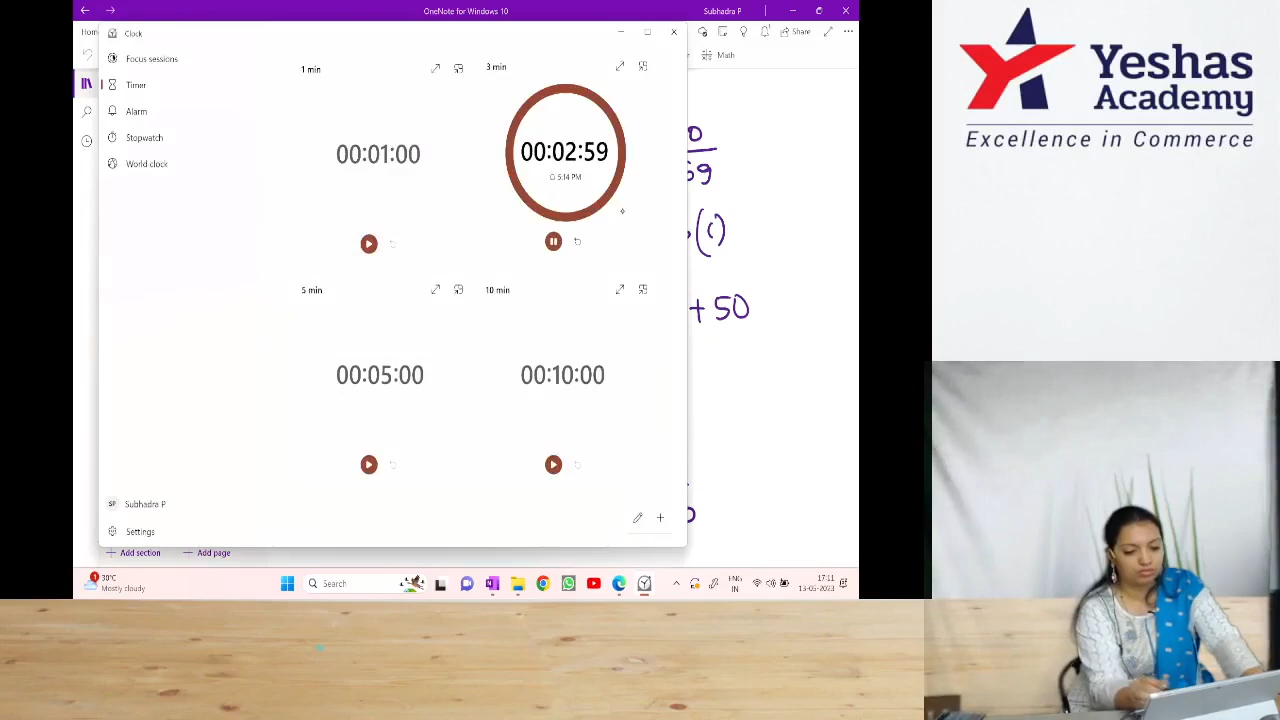 OneNote for Windows 10
Subhadra P
Hom
Share
Math
Clock
Focus sessions
Timer
Alarm
Stopwatch
World clock
1 min
00:01:00
3 min
00:02:59
5:14 PM
5 min
00:05:00
10 min
00:10:00
+ 50
SP Subhadra P
Settings
Add section
Add page
1
30°C
Mostly cloudy
Search
ENG
IN
17:11
13-05-2023
Yeshas
Academy
Excellence in Commerce